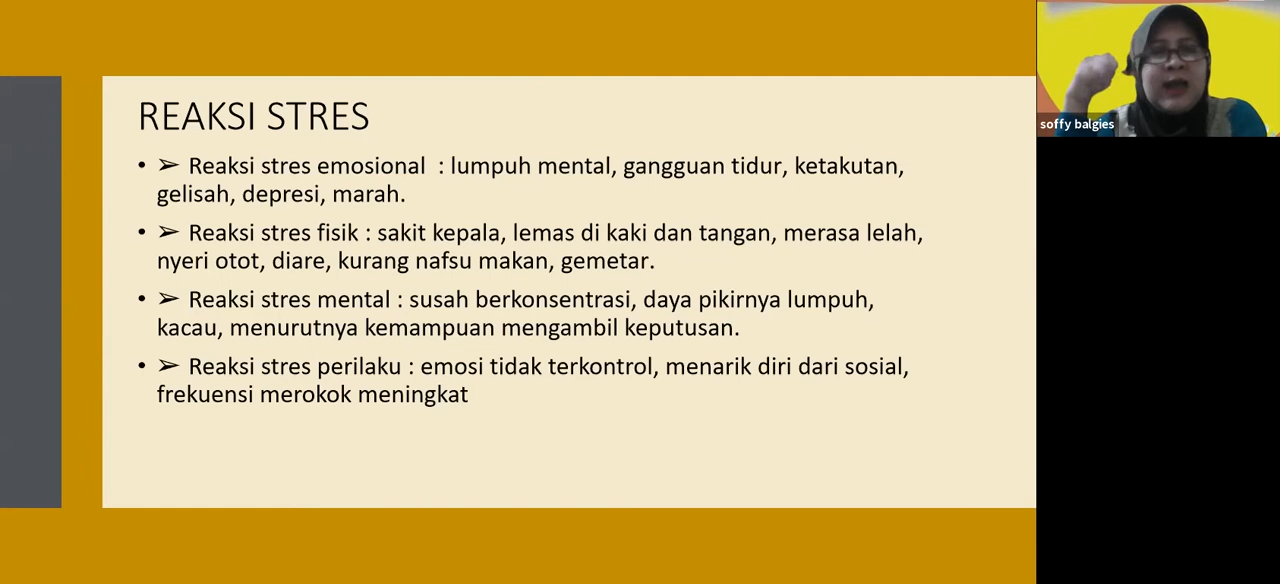 REAKSI STRES
• ➢ Reaksi stres emosional : lumpuh mental, gangguan tidur, ketakutan,
gelisah, depresi, marah.
• ➢ Reaksi stres fisik : sakit kepala, lemas di kaki dan tangan, merasa lelah,
nyeri otot, diare, kurang nafsu makan, gemetar.
• ➢ Reaksi stres mental : susah berkonsentrasi, daya pikirnya lumpuh,
kacau, menurutnya kemampuan mengambil keputusan.
• ➢ Reaksi stres perilaku : emosi tidak terkontrol, menarik diri dari sosial,
frekuensi merokok meningkat
soffy balgies